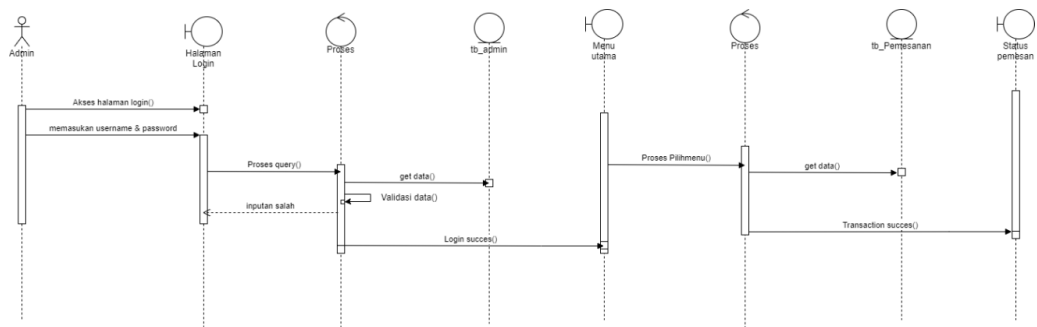 Admin
Halaman
Login
Proses
tb_admin
Menu
utama
Proses
tb_Pemesanan
Status
pemesan
Akses halaman login()
memasukan username & password
Proses query()
get data()
Validasi data()
inputan salah
Login succes()
Proses Pilihmenu()
get data()
Transaction succes()